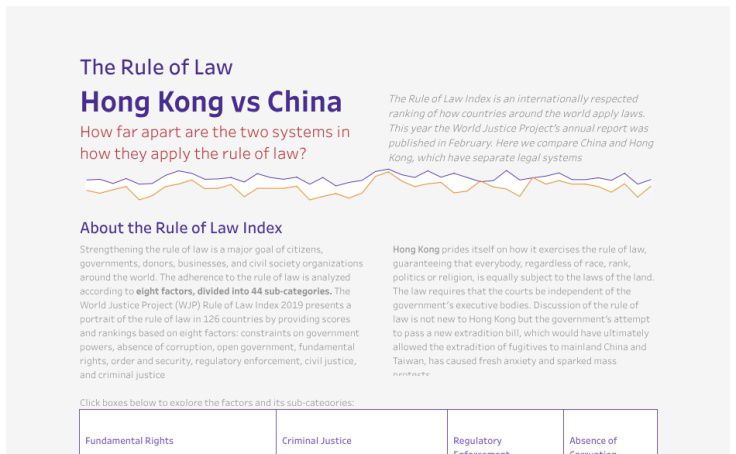 The Rule of Law
Hong Kong vs China
How far apart are the two systems in
how they apply the rule of law?
The Rule of Law Index is an internationally respected
ranking of how countries around the world apply laws.
This year the World Justice Project's annual report was
published in February. Here we compare China and Hong
Kong, which have separate legal systems
About the Rule of Law Index
Strengthening the rule of law is a major goal of citizens,
governments, donors, businesses, and civil society organizations
around the world. The adherence to the rule of law is analyzed
according to eight factors, divided into 44 sub-categories. The
World Justice Project (WJP) Rule of Law Index 2019 presents a
portrait of the rule of law in 126 countries by providing scores
and rankings based on eight factors: constraints on government
powers, absence of corruption, open government, fundamental
rights, order and security, regulatory enforcement, civil justice,
and criminal justice
Hong Kong prides itself on how it exercises the rule of law,
guaranteeing that everybody, regardless of race, rank,
politics or religion, is equally subject to the laws of the land.
The law requires that the courts be independent of the
government's executive bodies. Discussion of the rule of
law is not new to Hong Kong but the government's attempt
to pass a new extradition bill, which would have ultimately
allowed the extradition of fugitives to mainland China and
Taiwan, has caused fresh anxiety and sparked mass
protests
Click boxes below to explore the factors and its sub-categories:
Fundamental Rights
Criminal Justice
Regulatory
Enforcement
Absence of
Corruption